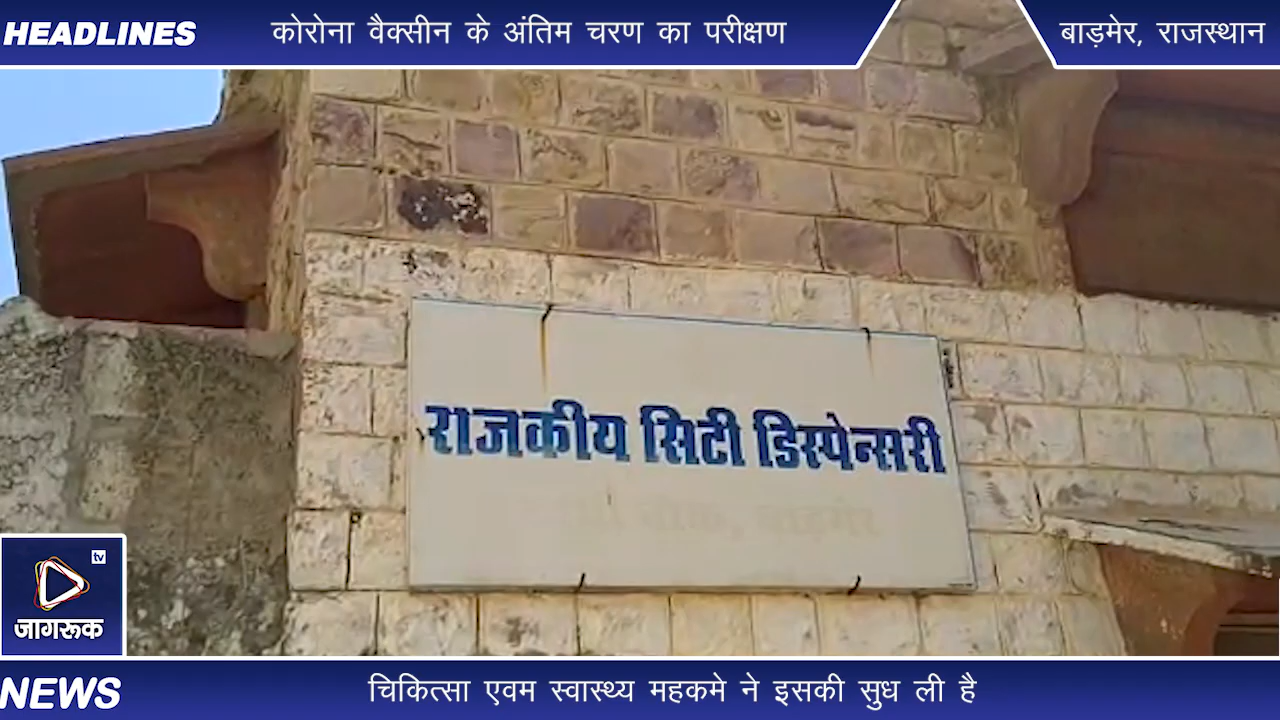 HEADLINES
कोरोना वैक्सीन के अंतिम चरण का परीक्षण
बाड़मेर, राजस्थान
राजकीय सिटी डिस्पेन्सरी
tv
जागरूक
NEWS
चिकित्सा एवम स्वास्थ्य महकमे ने इसकी सुध ली है